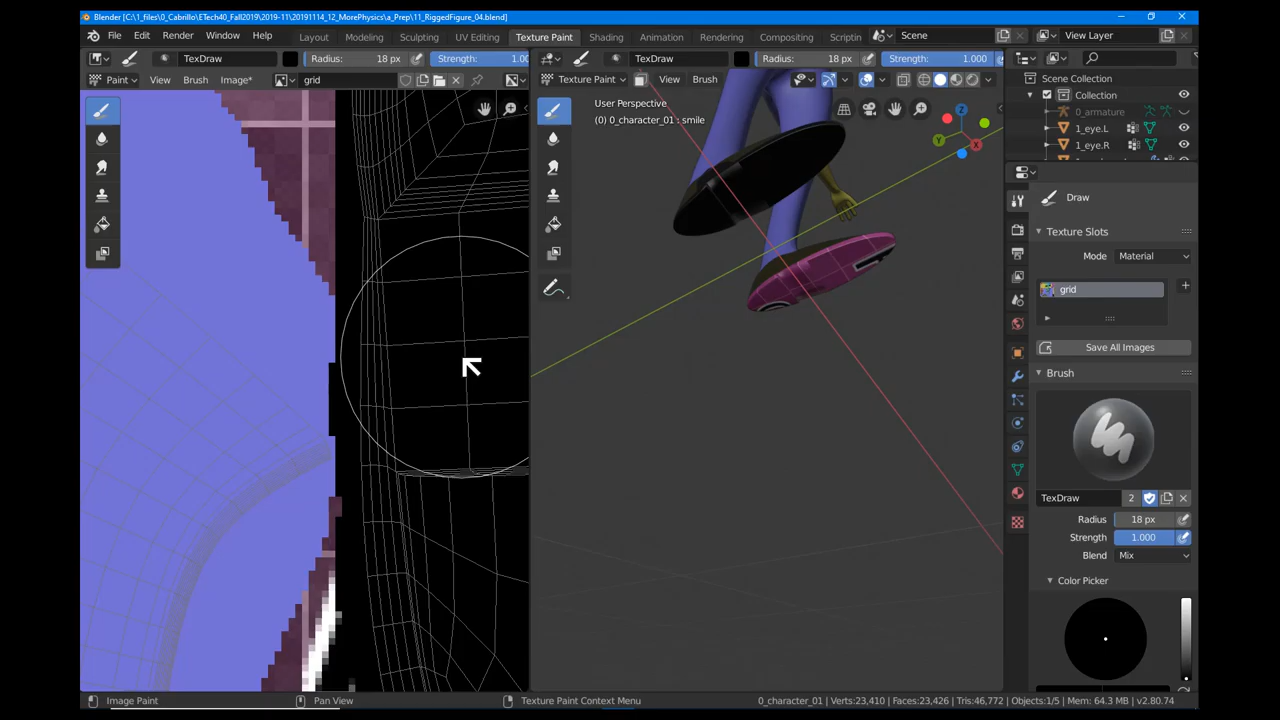 Blender [C:\1_files\0_Cabrillo\ETech40_Fall2019\2019-11\20191114_12_MorePhysics\a_Prep\11_RiggedFigure_04.blend]
File Edit Render Window Help Layout Modeling Sculpting UV Editing Texture Paint Shading Animation Rendering Compositing Scriptin Scene View Layer
TexDraw Radius: 18 px Strength: 1.00 TexDraw Radius: 18 px Strength: 1.000
Paint View Brush Image* grid Texture Paint View Brush
Scene Collection
Collection
0_armature
1_eye.L
1_eye.R
User Perspective
(0) 0_character_01 : smile
Z
Y
X
Draw
Texture Slots
Mode Material
grid
Save All Images
Brush
TexDraw 2
Radius 18 px
Strength 1.000
Blend Mix
Color Picker
Image Paint Pan View Texture Paint Context Menu 0_character_01 | Verts:23,410 | Faces:23,426 | Tris:46,772 | Objects:1/5 | Mem: 64.3 MB | v2.80.74